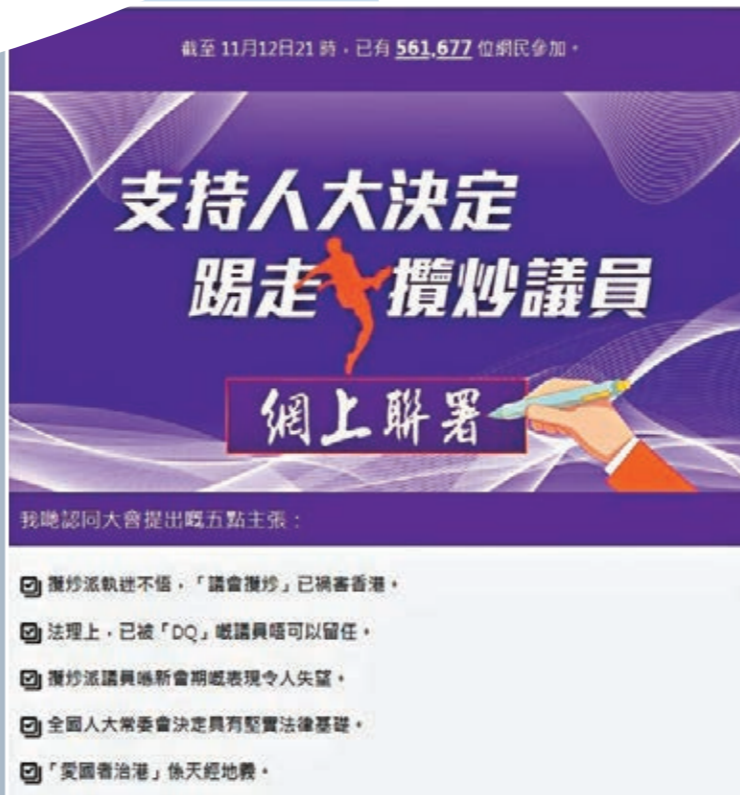 截至 11月12日21 時，已有 561,677 位網民參加。
支持人大決定
踢走攬炒議員
網上聯署
我哋認同大會提出嘅五點主張：
攬炒派執迷不悟，「議會攬炒」已禍害香港。
法理上，已被「DQ」嘅議員唔可以留任。
攬炒派議員喺新會期嘅表現令人失望。
全國人大常委會決定具有堅實法律基礎。
「愛國者治港」係天經地義。